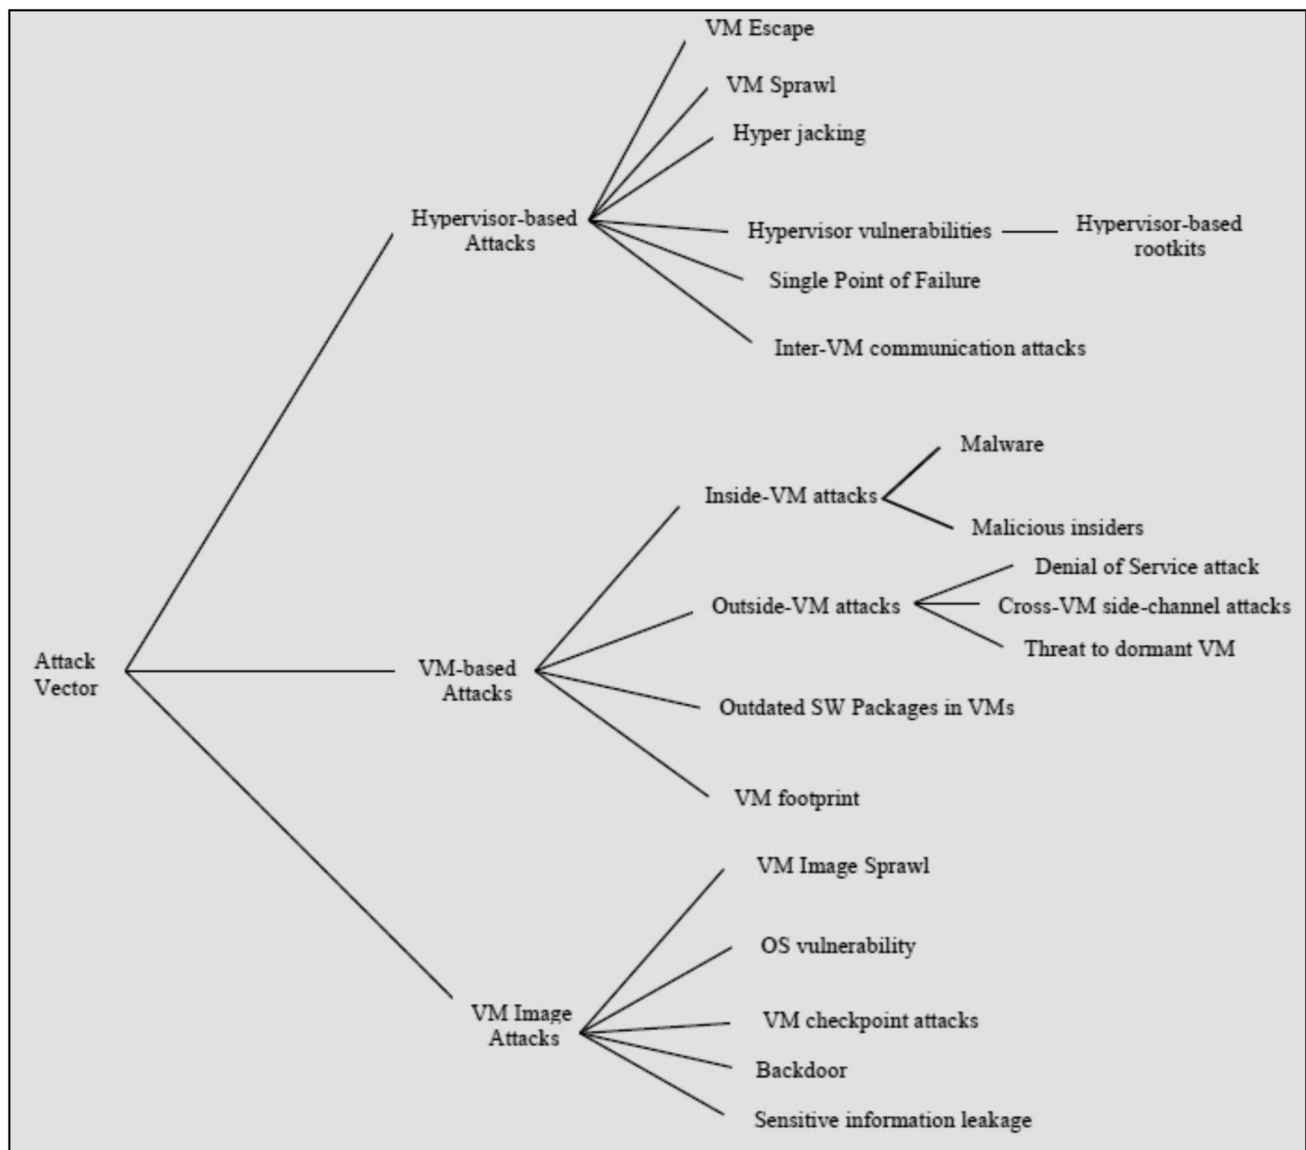 VM Escape
VM Sprawl
Hyper jacking
Hypervisor-based
Attacks
Hypervisor vulnerabilities
Hypervisor-based
rootkits
Single Point of Failure
Inter-VM communication attacks
Malware
Inside-VM attacks
Malicious insiders
Denial of Service attack
Outside-VM attacks
Cross-VM side-channel attacks
Threat to dormant VM
Attack
Vector
VM-based
Attacks
Outdated SW Packages in VMs
VM footprint
VM Image Sprawl
OS vulnerability
VM Image
Attacks
VM checkpoint attacks
Backdoor
Sensitive information leakage